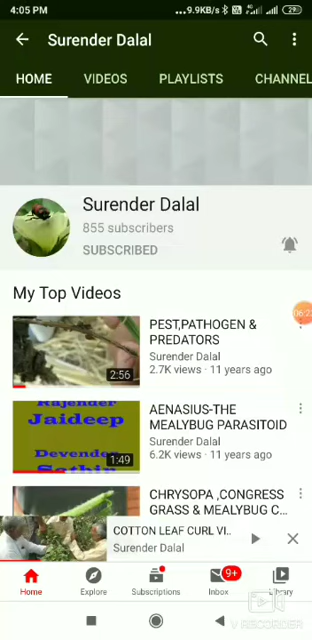 4:05 PM
...9.9KB/s
Surender Dalal
HOME VIDEOS PLAYLISTS CHANNEL
Surender Dalal
855 subscribers
SUBSCRIBED
My Top Videos
PEST,PATHOGEN &
PREDATORS
Surender Dalal
2.7K views · 11 years ago
2:56
Jaideep
AENASIUS-THE
MEALYBUG PARASITOID
Surender Dalal
6.2K views · 11 years ago
1:49
CHRYSOPA ,CONGRESS
GRASS & MEALYBUG C...
COTTON LEAF CURL VI..
Surender Dalal
Home Explore Subscriptions Inbox Library
9+
V RECORDER